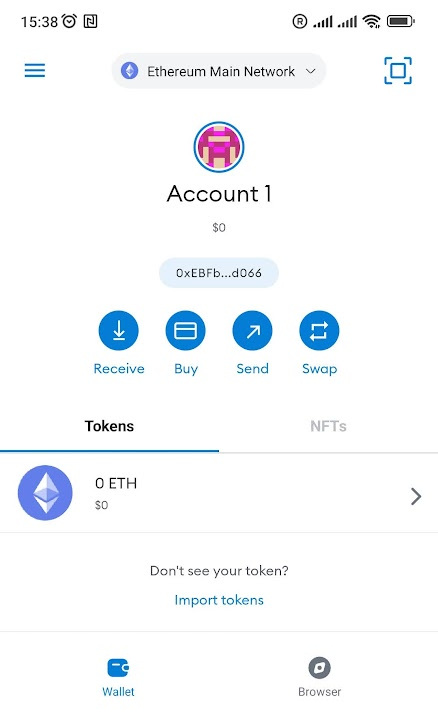 15:38
R
Ethereum Main Network
Account 1
$0
0xEBFb...d066
Receive Buy Send Swap
Tokens NFTs
0 ETH
$0
Don't see your token?
Import tokens
Wallet Browser